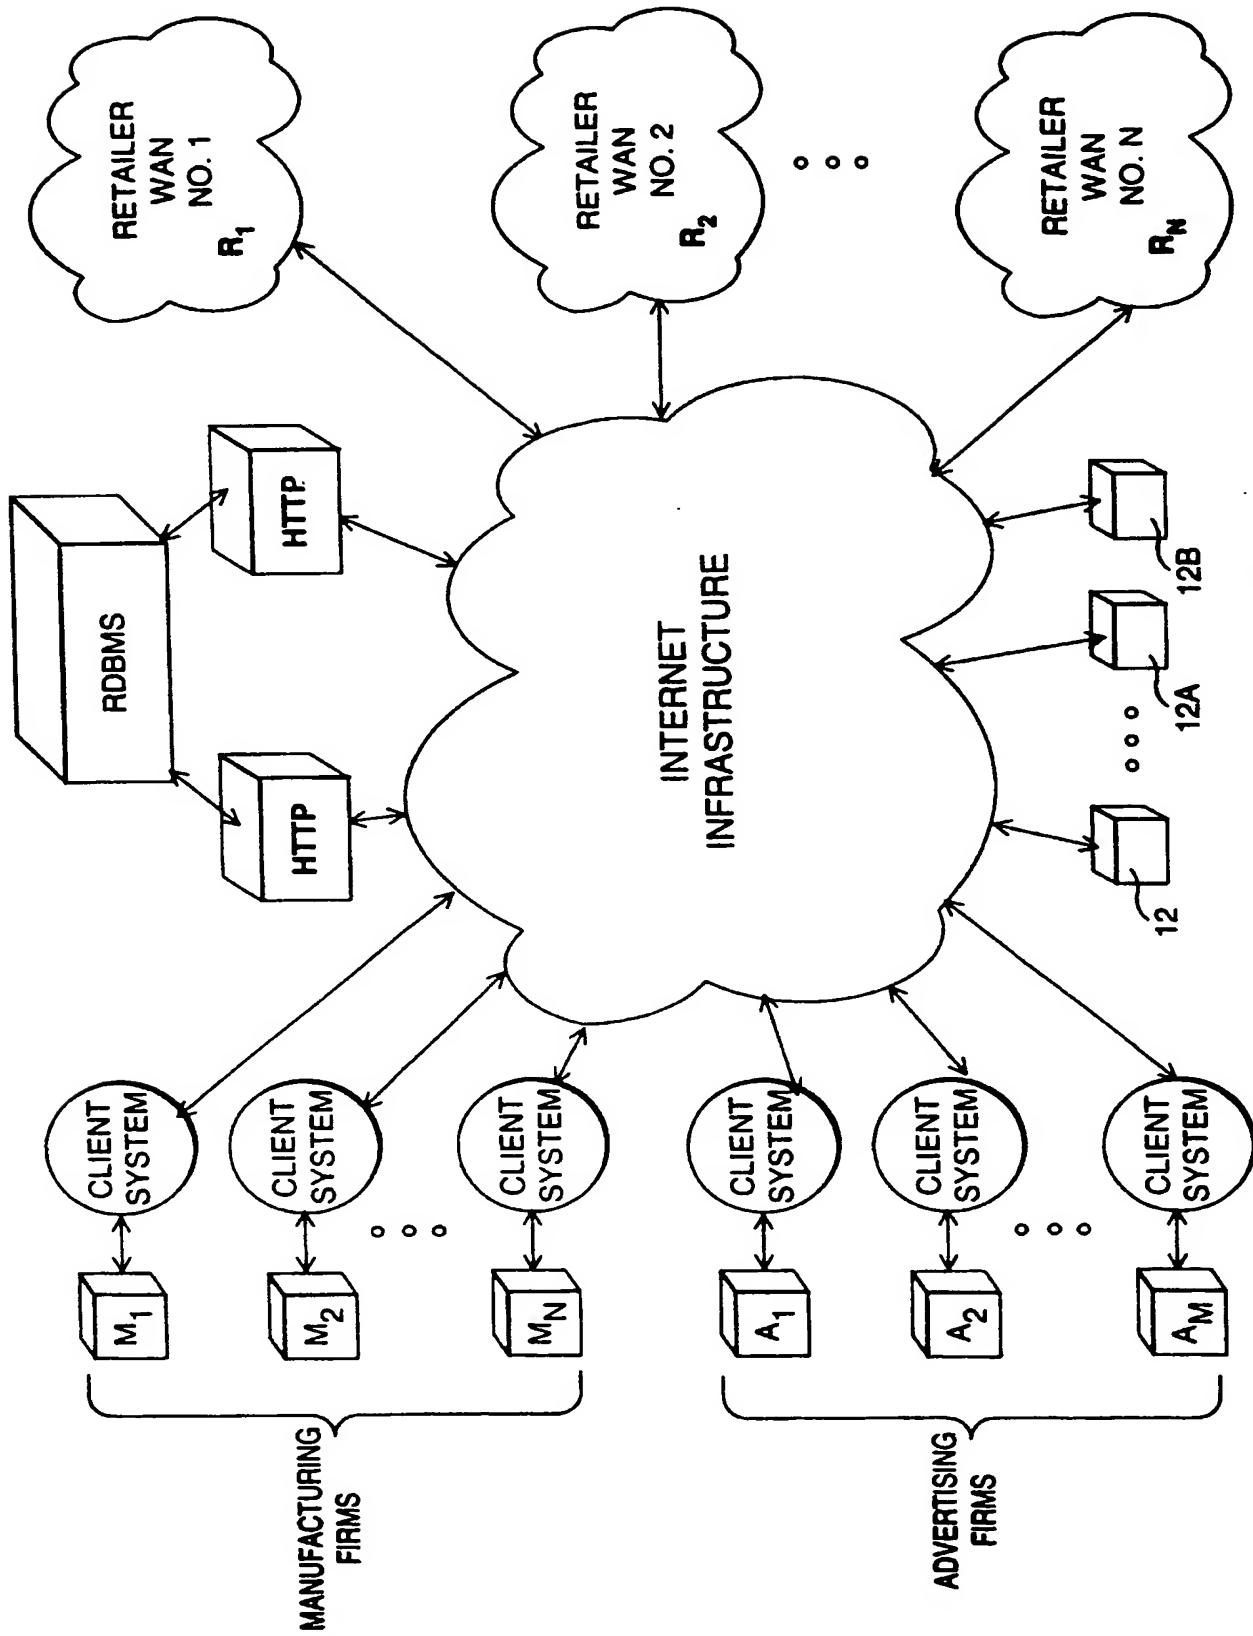 RETAILER
WAN
NO. 1
R1
RETAILER
WAN
NO. 2
R2
RETAILER
WAN
NO. N
RN
RDBMS
HTTP
HTTP
INTERNET
INFRASTRUCTURE
12
12A
12B
CLIENT
SYSTEM
CLIENT
SYSTEM
CLIENT
SYSTEM
CLIENT
SYSTEM
CLIENT
SYSTEM
CLIENT
SYSTEM
M1
M2
MN
A1
A2
AM
MANUFACTURING
FIRMS
ADVERTISING
FIRMS